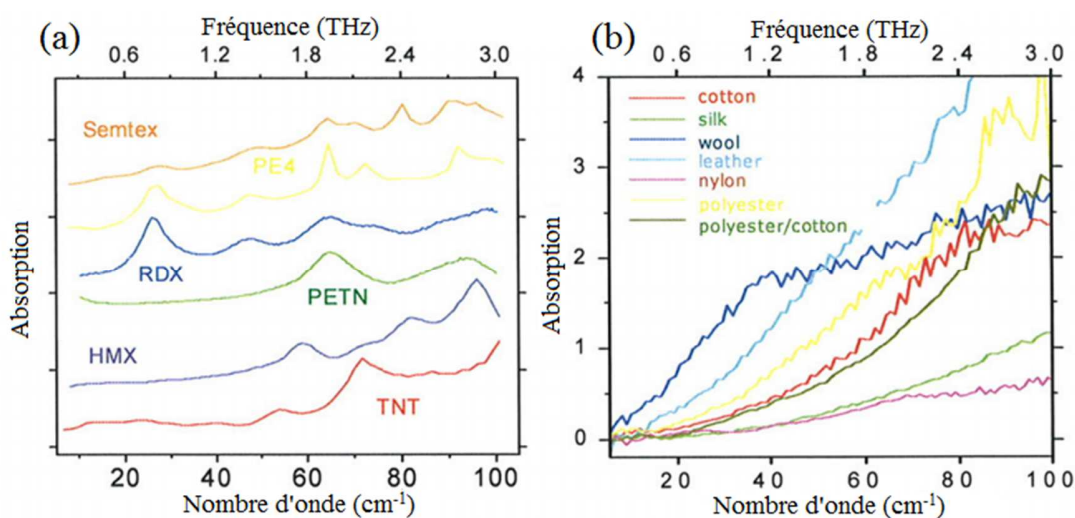 (a)
Fréquence (THz)
0.6 1.2 1.8 2.4 3.0
Absorption
Semtex
PE4
RDX
PETN
HMX
TNT
20 40 60 80 100
Nombre d'onde (cm-1)
(b)
Fréquence (THz)
0.6 1.2 1.8 2.4 3.0
Absorption
4
3
2
1
0
cotton
silk
wool
leather
nylon
polyester
polyester/cotton
20 40 60 80 100
Nombre d'onde (cm-1)